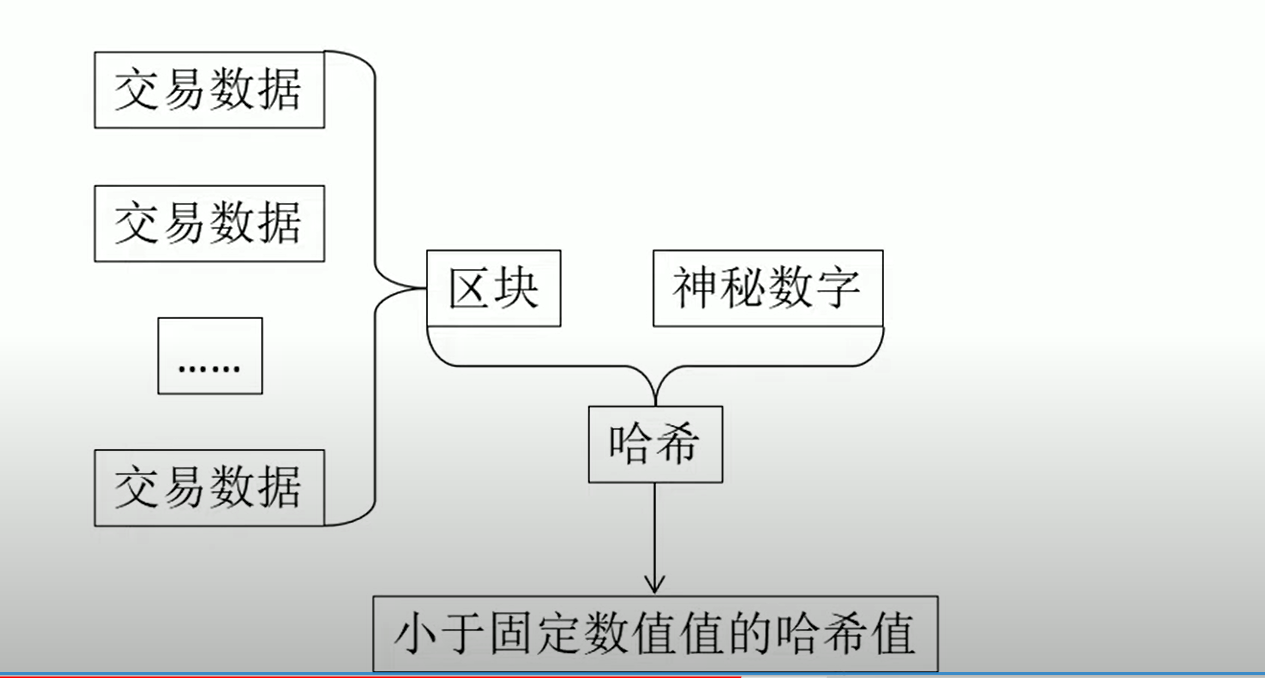 交易数据
交易数据
区块
神秘数字
……
哈希
交易数据
小于固定数值值的哈希值